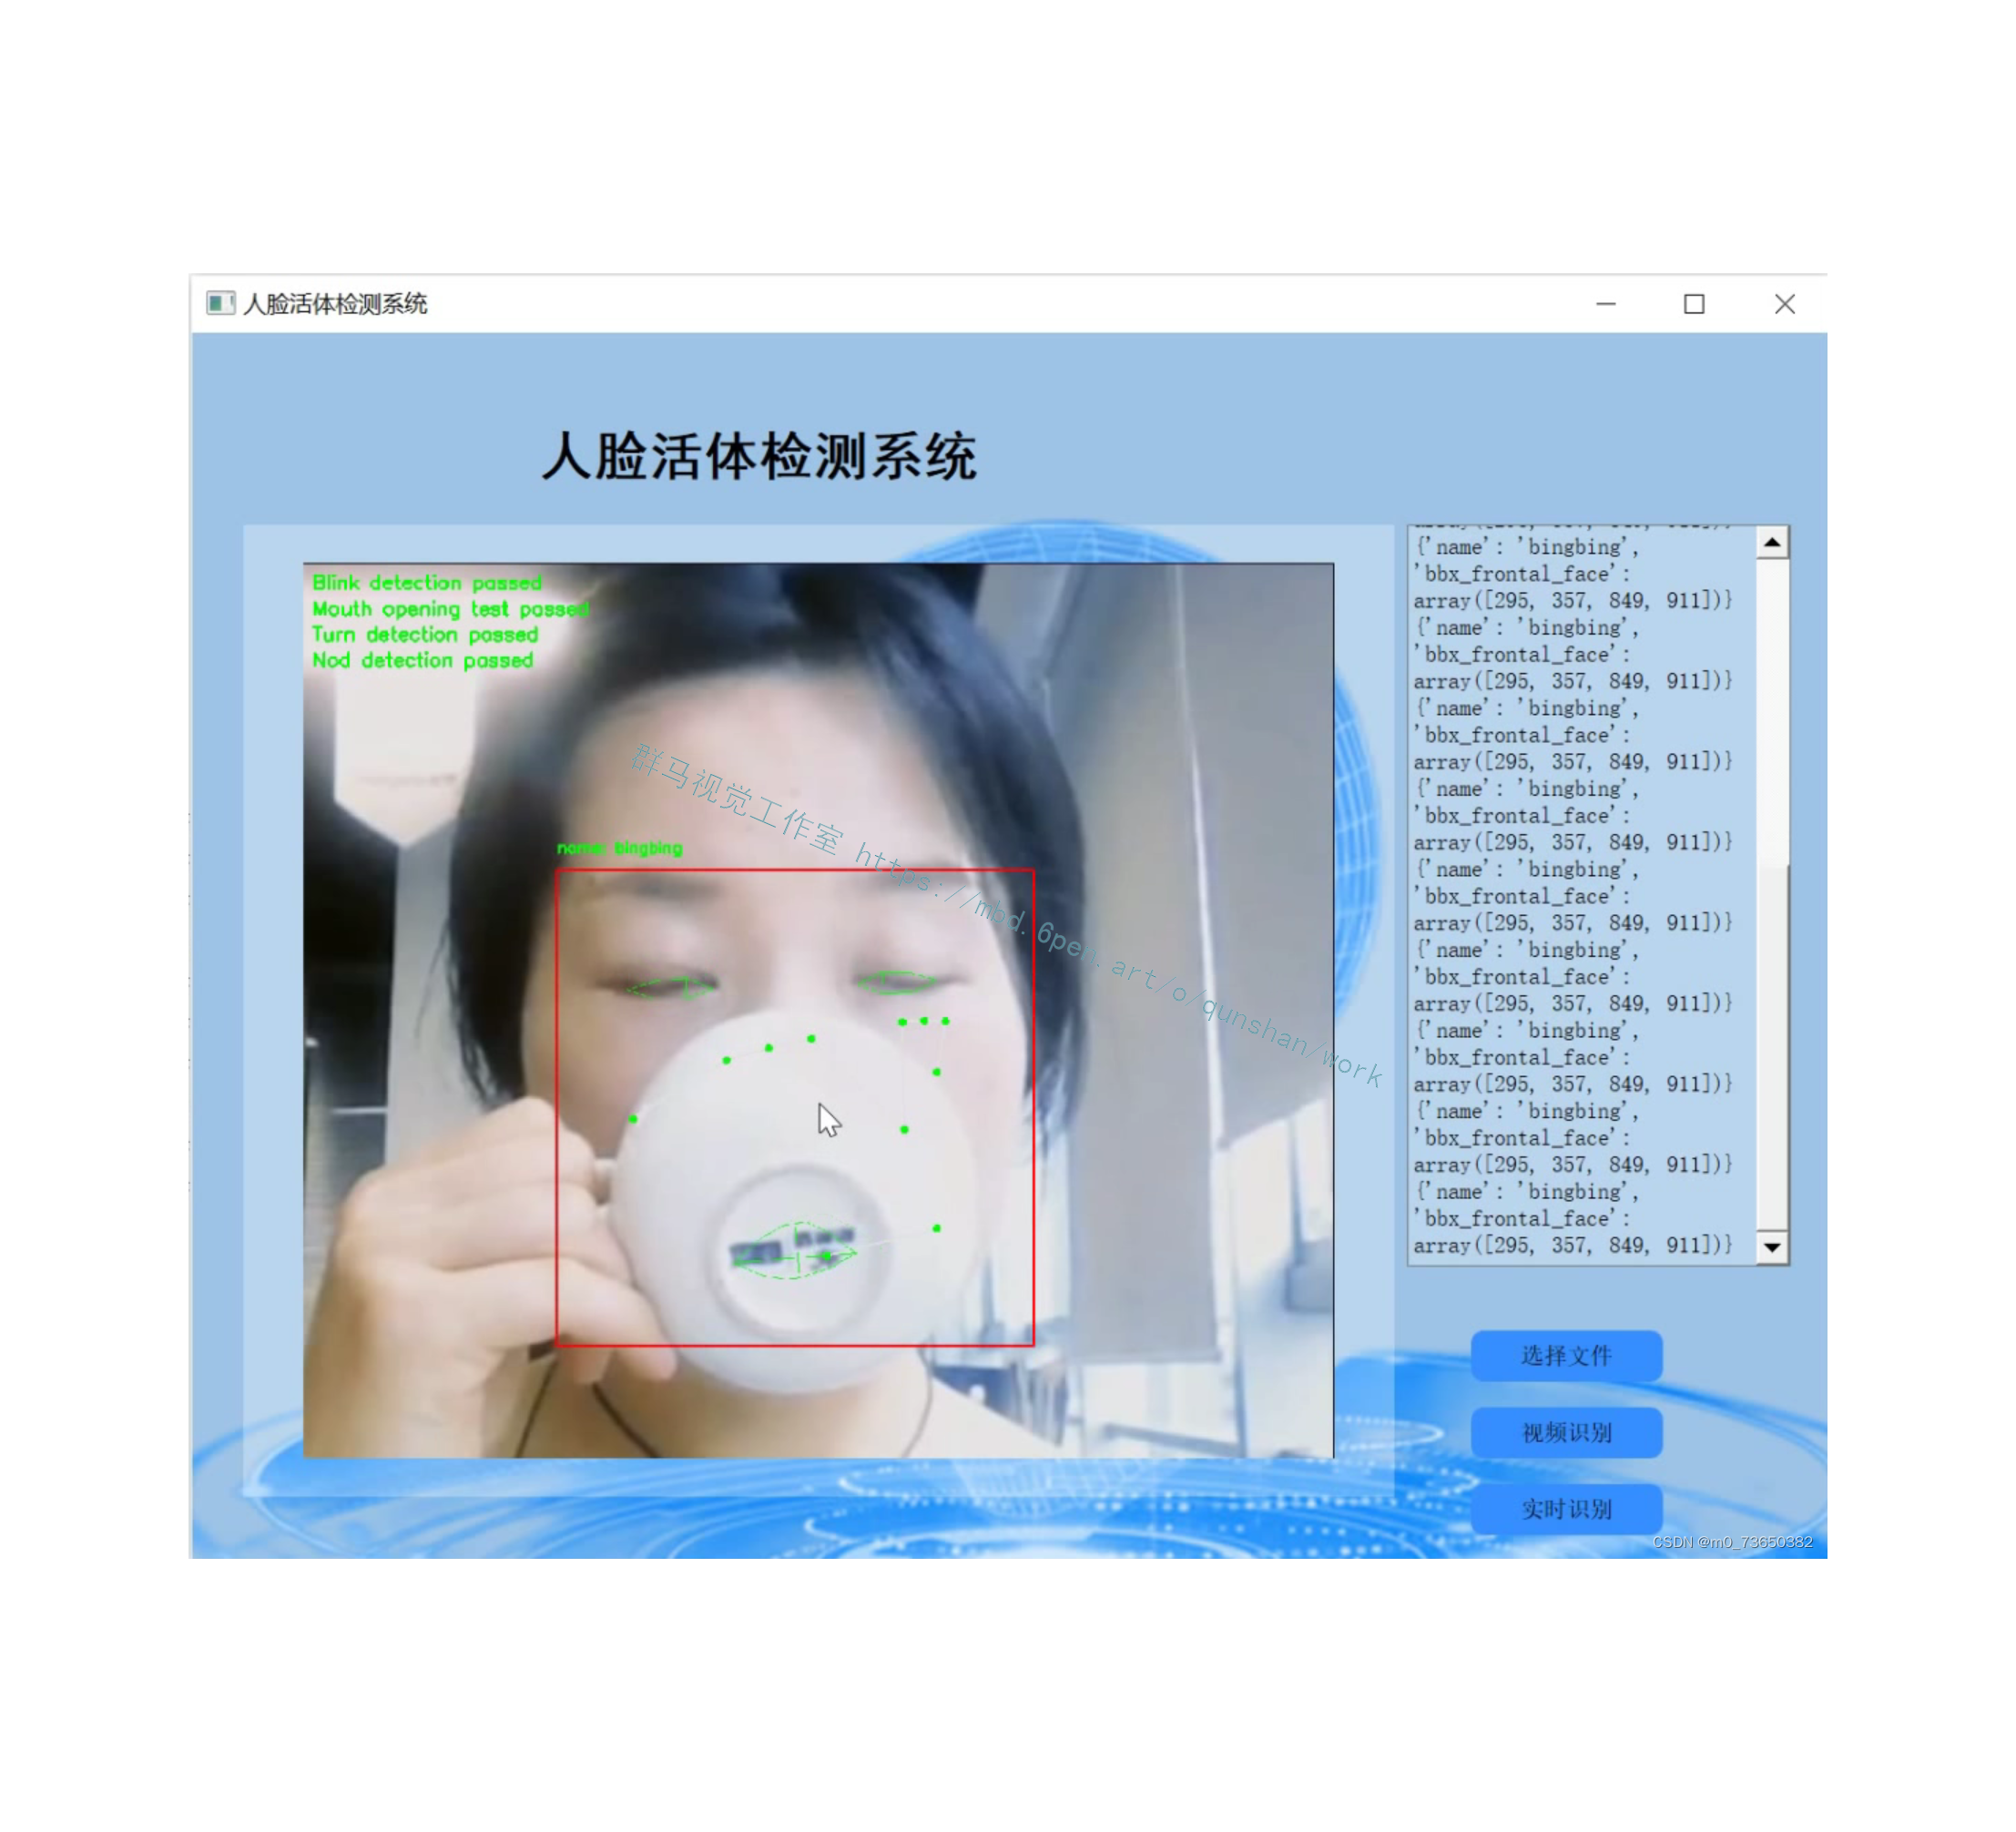 人脸活体检测系统
人脸活体检测系统
Blink detection passed
Mouth opening test passed
Turn detection passed
Nod detection passed
群马视觉工作室 https://mbd.6pen.art/o/qunshan/work
name: bingbing
{'name': 'bingbing',
'bbx_frontal_face':
array([295, 357, 849, 911])}
{'name': 'bingbing',
'bbx_frontal_face':
array([295, 357, 849, 911])}
{'name': 'bingbing',
'bbx_frontal_face':
array([295, 357, 849, 911])}
{'name': 'bingbing',
'bbx_frontal_face':
array([295, 357, 849, 911])}
{'name': 'bingbing',
'bbx_frontal_face':
array([295, 357, 849, 911])}
{'name': 'bingbing',
'bbx_frontal_face':
array([295, 357, 849, 911])}
{'name': 'bingbing',
'bbx_frontal_face':
array([295, 357, 849, 911])}
{'name': 'bingbing',
'bbx_frontal_face':
array([295, 357, 849, 911])}
{'name': 'bingbing',
'bbx_frontal_face':
array([295, 357, 849, 911])}
选择文件
视频识别
实时识别
CSDN @m0_73650382